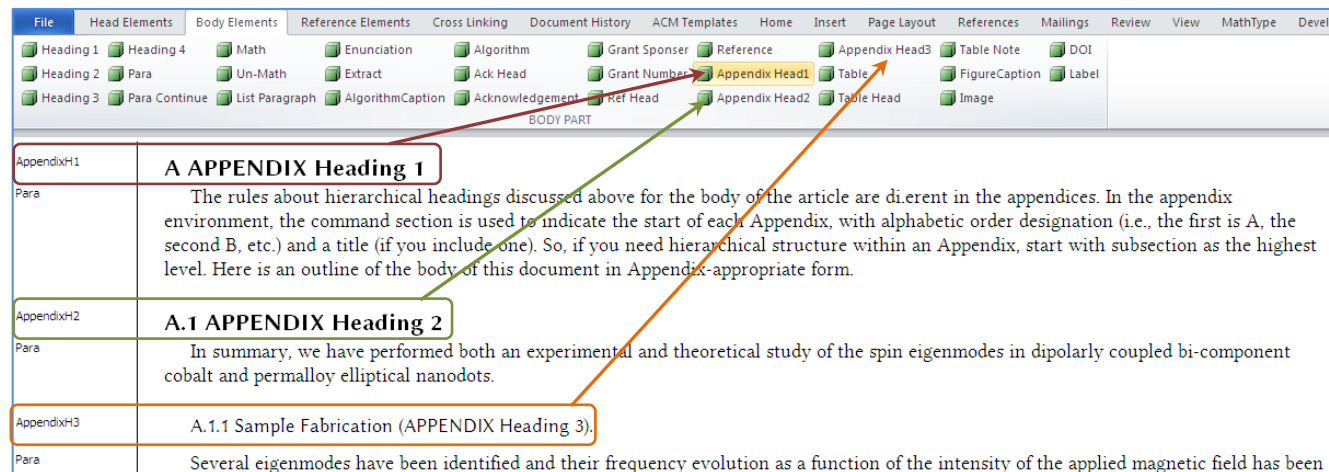 File Head Elements Body Elements Reference Elements Cross Linking Document History ACM Templates Home Insert Page Layout References Mailings Review View MathType Devel
Heading 1 Heading 4 Math Enunciation Algorithm Grant Sponser Reference Appendix Head3 Table Note DOI
Heading 2 Para Un-Math Extract Ack Head Grant Number Appendix Head1 Table FigureCaption Label
Heading 3 Para Continue List Paragraph AlgorithmCaption Acknowledgement Ref Head Appendix Head2 Table Head Image
BODY PART
AppendixH1 A APPENDIX Heading 1
Para The rules about hierarchical headings discussed above for the body of the article are di.erent in the appendices. In the appendix
environment, the command section is used to indicate the start of each Appendix, with alphabetic order designation (i.e., the first is A, the
second B, etc.) and a title (if you include one). So, if you need hierarchical structure within an Appendix, start with subsection as the highest
level. Here is an outline of the body of this document in Appendix-appropriate form.
AppendixH2 A.1 APPENDIX Heading 2
Para In summary, we have performed both an experimental and theoretical study of the spin eigenmodes in dipolarly coupled bi-component
cobalt and permalloy elliptical nanodots.
AppendixH3 A.1.1 Sample Fabrication (APPENDIX Heading 3).
Para Several eigenmodes have been identified and their frequency evolution as a function of the intensity of the applied magnetic field has been